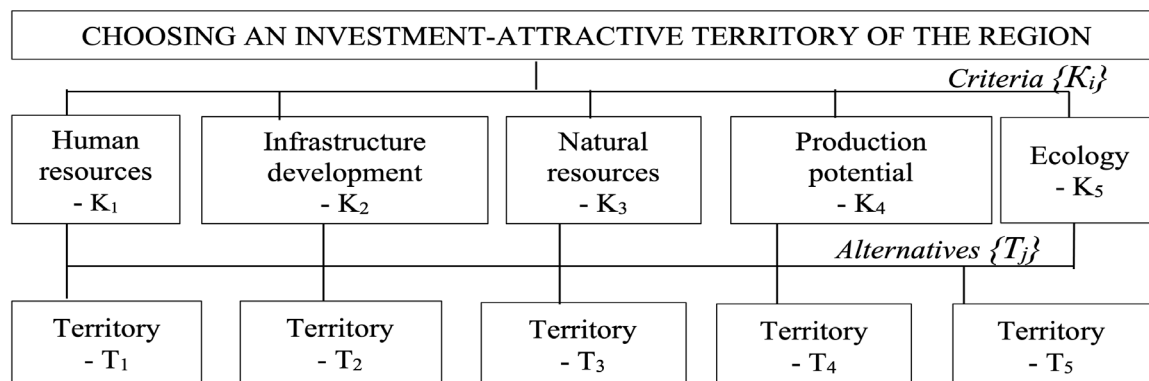 CHOOSING AN INVESTMENT-ATTRACTIVE TERRITORY OF THE REGION
Criteria {Ki}
Human
resources
- K1
Infrastructure
development
- K2
Natural
resources
- K3
Production
potential
- K4
Ecology
- K5
Alternatives {Tj}
Territory
- T1
Territory
- T2
Territory
- T3
Territory
- T4
Territory
- T5